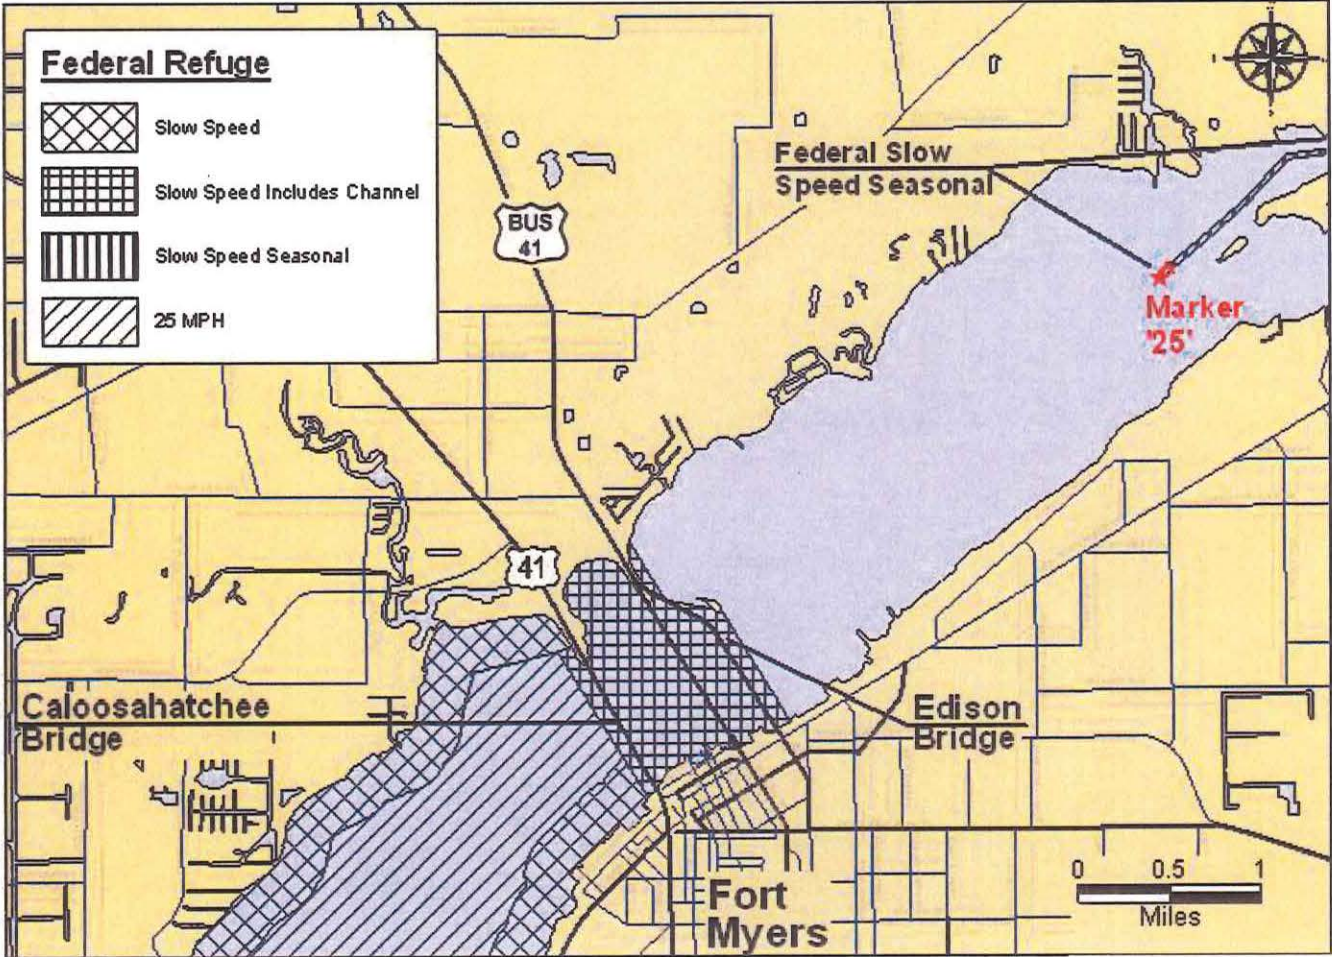 Federal Refuge
Slow Speed
Slow Speed Includes Channel
Slow Speed Seasonal
25 MPH
BUS
41
Federal Slow
Speed Seasonal
Marker
'25'
41
Caloosahatchee
Bridge
Edison
Bridge
Fort
Myers
0 0.5 1
Miles